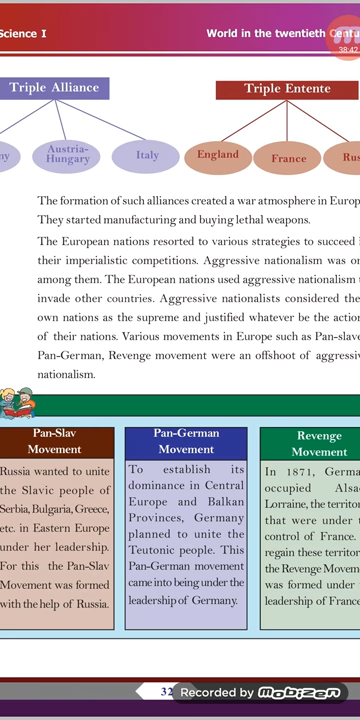 Science I
World in the twentieth Centu
38:42
Triple Alliance
Triple Entente
ny
Austria-
Hungary
Italy
England
France
Rus
The formation of such alliances created a war atmosphere in Europ
They started manufacturing and buying lethal weapons.
The European nations resorted to various strategies to succeed i
their imperialistic competitions. Aggressive nationalism was on
among them. The European nations used aggressive nationalism t
invade other countries. Aggressive nationalists considered the
own nations as the supreme and justified whatever be the action
of their nations. Various movements in Europe such as Pan-slave
Pan-German, Revenge movement were an offshoot of aggressiv
nationalism.
Pan-Slav
Movement
Russia wanted to unite
the Slavic people of
Serbia, Bulgaria, Greece,
etc. in Eastern Europe
under her leadership.
For this the Pan-Slav
Movement was formed
with the help of Russia.
Pan-German
Movement
To establish its
dominance in Central
Europe and Balkan
Provinces, Germany
planned to unite the
Teutonic people. This
Pan-German movement
came into being under the
leadership of Germany.
Revenge
Movement
In 1871, Germa
occupied Alsa
Lorraine, the territor
that were under t
control of France.
regain these territor
the Revenge Moveme
was formed under
leadership of France
32
Recorded by mobizen